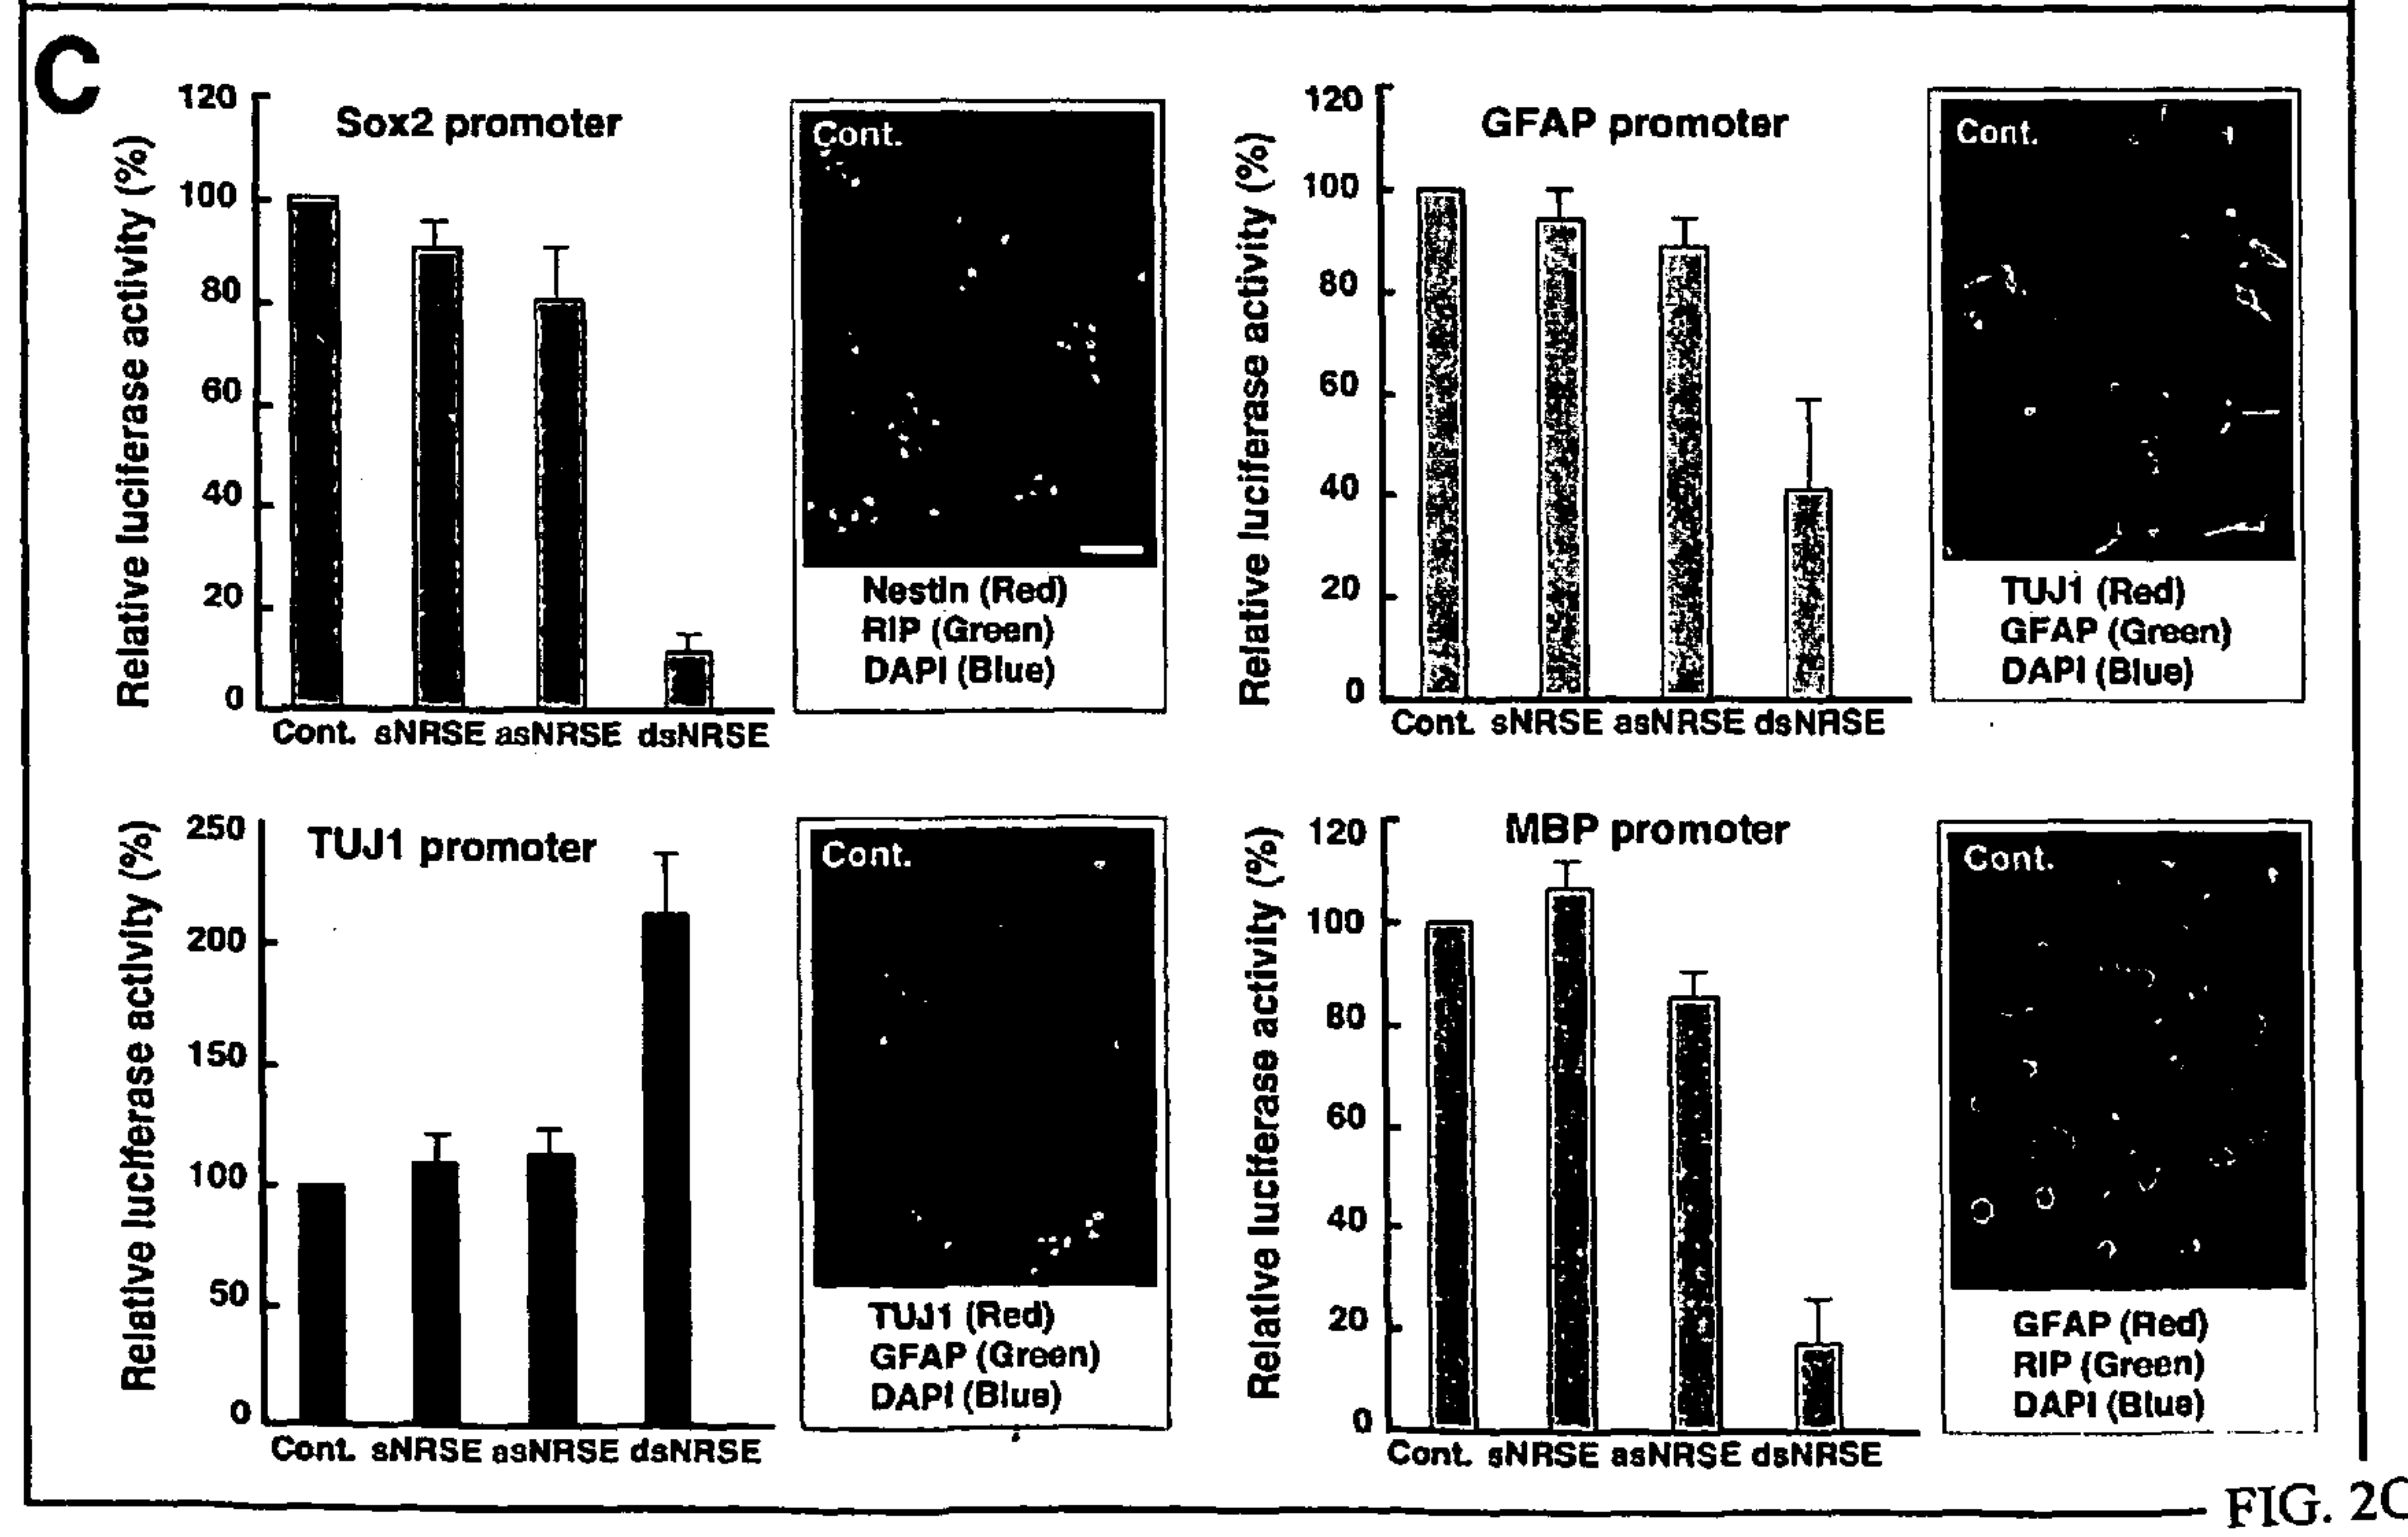 C
Sox2 promoter
Relative luciferase activity (%)
120
100
80
60
40
20
0
Cont. sNRSE asNRSE dsNRSE
Cont.
Nestin (Red)
RIP (Green)
DAPI (Blue)
GFAP promoter
Relative luciferase activity (%)
120
100
80
60
40
20
0
Cont. sNRSE asNRSE dsNRSE
Cont.
TUJ1 (Red)
GFAP (Green)
DAPI (Blue)
TUJ1 promoter
Relative luciferase activity (%)
250
200
150
100
50
0
Cont. sNRSE asNRSE dsNRSE
Cont.
TUJ1 (Red)
GFAP (Green)
DAPI (Blue)
MBP promoter
Relative luciferase activity (%)
120
100
80
60
40
20
0
Cont. sNRSE asNRSE dsNRSE
Cont.
GFAP (Red)
RIP (Green)
DAPI (Blue)
FIG. 2C